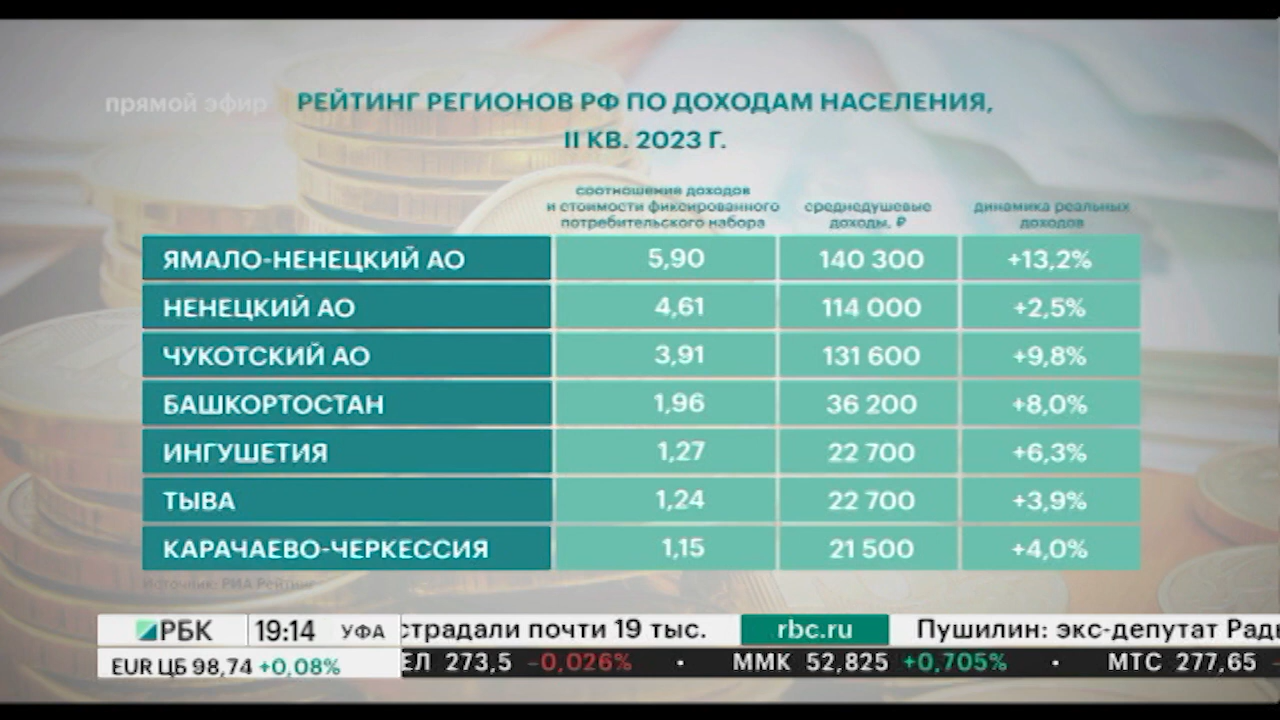 прямой эфир
РЕЙТИНГ РЕГИОНОВ РФ ПО ДОХОДАМ НАСЕЛЕНИЯ,
II КВ. 2023 Г.
соотношения доходов
и стоимости фиксированного
потребительского набора
среднедушевые
доходы, ₽
динамика реальных
доходов
ЯМАЛО-НЕНЕЦКИЙ АО 5,90 140 300 +13,2%
НЕНЕЦКИЙ АО 4,61 114 000 +2,5%
ЧУКОТСКИЙ АО 3,91 131 600 +9,8%
БАШКОРТОСТАН 1,96 36 200 +8,0%
ИНГУШЕТИЯ 1,27 22 700 +6,3%
ТЫВА 1,24 22 700 +3,9%
КАРАЧАЕВО-ЧЕРКЕССИЯ 1,15 21 500 +4,0%
Источник: РИА Рейтинг
РБК 19:14 УФА страдали почти 19 тыс. rbc.ru Пушилин: экс-депутат Рад
EUR ЦБ 98,74 +0,08% ЕЛ 273,5 -0,026% • ММК 52,825 +0,705% • МТС 277,65